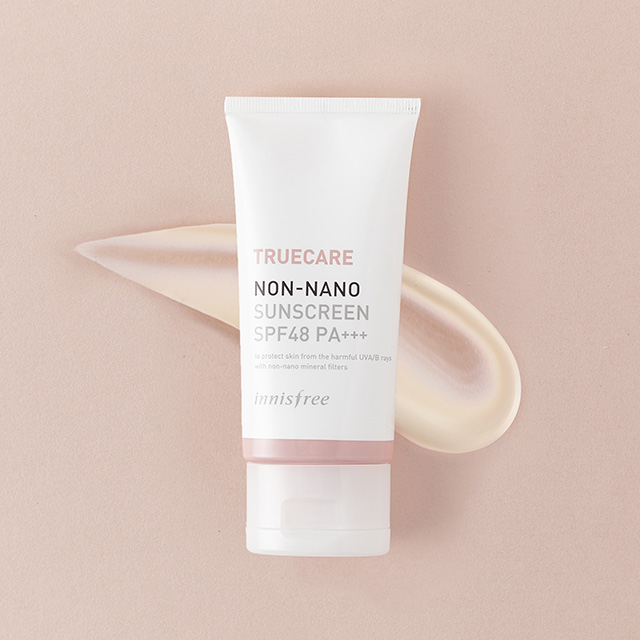 TRUECARE
NON-NANO
SUNSCREEN
SPF48 PA+++
to protect skin from the harmful UVA/B rays
with non-nano mineral filters
innisfree